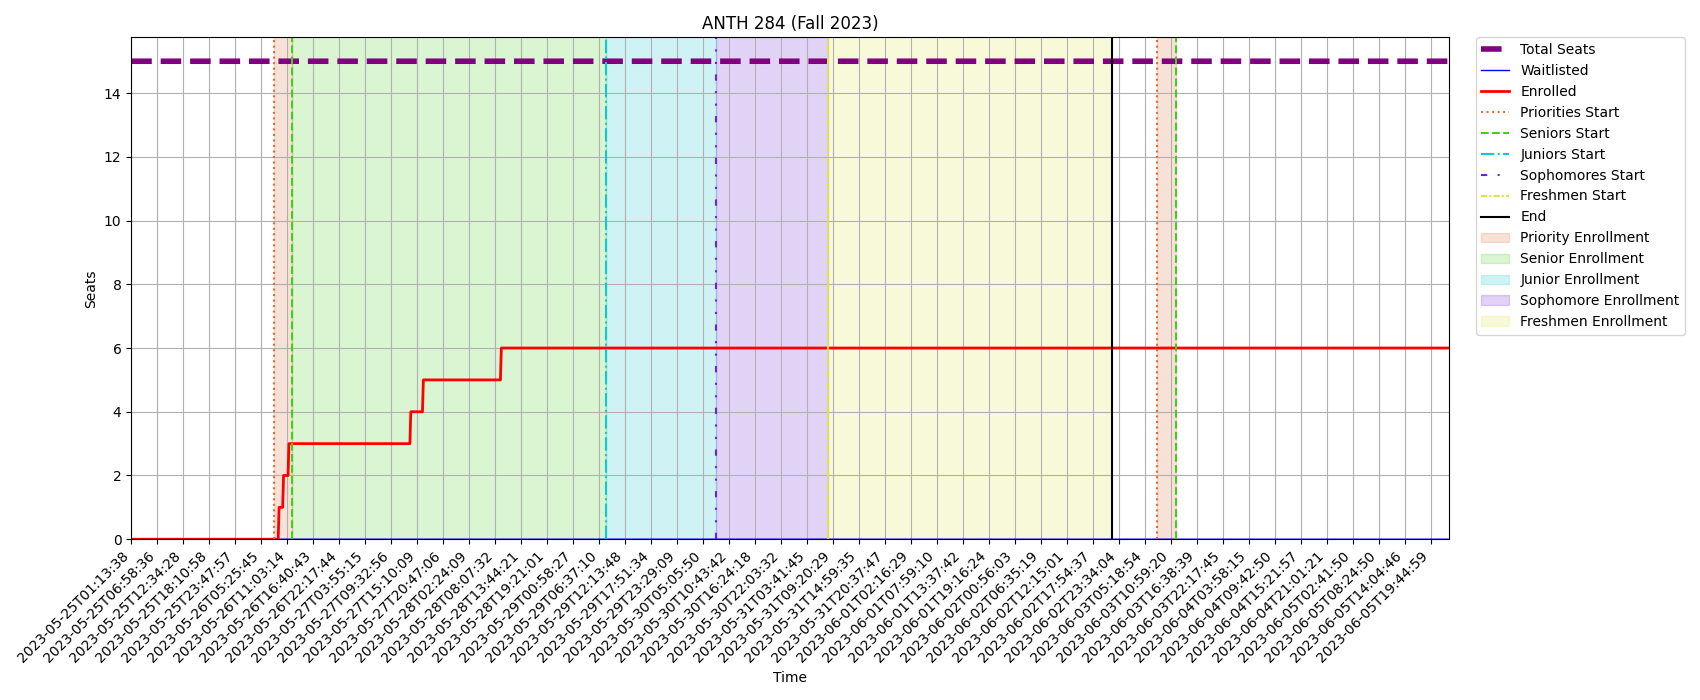 ANTH 284 (Fall 2023)
Seats
14
12
10
8
6
4
2
0
2023-05-25T01:13:38
2023-05-25T06:58:36
2023-05-25T12:34:28
2023-05-25T18:10:58
2023-05-25T23:47:57
2023-05-26T05:25:45
2023-05-26T11:03:14
2023-05-26T16:40:43
2023-05-26T22:17:44
2023-05-27T03:55:15
2023-05-27T09:32:56
2023-05-27T15:10:09
2023-05-27T20:47:06
2023-05-28T02:24:09
2023-05-28T08:07:32
2023-05-28T13:44:21
2023-05-28T19:21:01
2023-05-29T00:58:27
2023-05-29T06:37:10
2023-05-29T12:13:48
2023-05-29T17:51:34
2023-05-29T23:29:09
2023-05-30T05:05:50
2023-05-30T10:43:42
2023-05-30T16:24:18
2023-05-30T22:03:32
2023-05-31T03:41:45
2023-05-31T09:20:29
2023-05-31T14:59:35
2023-05-31T20:37:47
2023-06-01T02:16:29
2023-06-01T07:59:10
2023-06-01T13:37:42
2023-06-01T19:16:24
2023-06-02T00:56:03
2023-06-02T06:35:19
2023-06-02T12:15:01
2023-06-02T17:54:37
2023-06-02T23:34:04
2023-06-03T05:18:54
2023-06-03T10:59:20
2023-06-03T16:38:39
2023-06-03T22:17:45
2023-06-04T03:58:15
2023-06-04T09:42:50
2023-06-04T15:21:57
2023-06-04T21:01:21
2023-06-05T02:41:50
2023-06-05T08:24:50
2023-06-05T14:04:46
2023-06-05T19:44:59
Time
Total Seats
Waitlisted
Enrolled
Priorities Start
Seniors Start
Juniors Start
Sophomores Start
Freshmen Start
End
Priority Enrollment
Senior Enrollment
Junior Enrollment
Sophomore Enrollment
Freshmen Enrollment